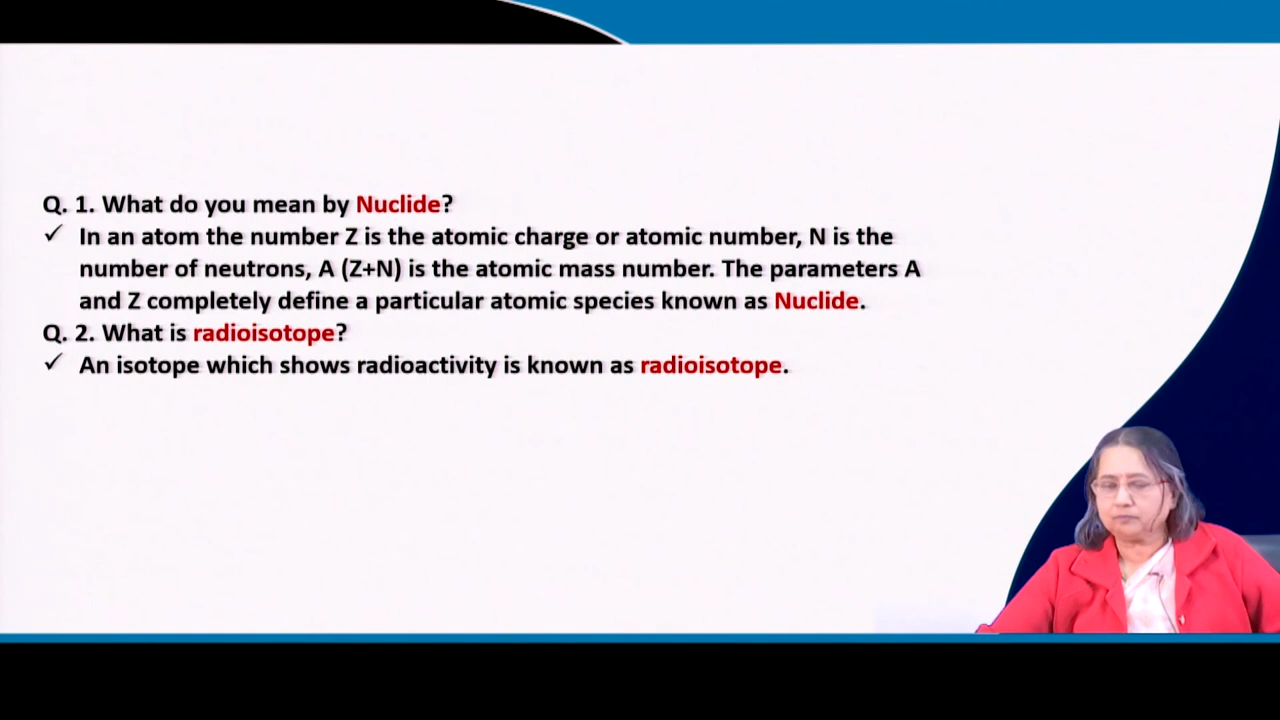 Q. 1. What do you mean by Nuclide?
✓ In an atom the number Z is the atomic charge or atomic number, N is the
number of neutrons, A (Z+N) is the atomic mass number. The parameters A
and Z completely define a particular atomic species known as Nuclide.
Q. 2. What is radioisotope?
✓ An isotope which shows radioactivity is known as radioisotope.